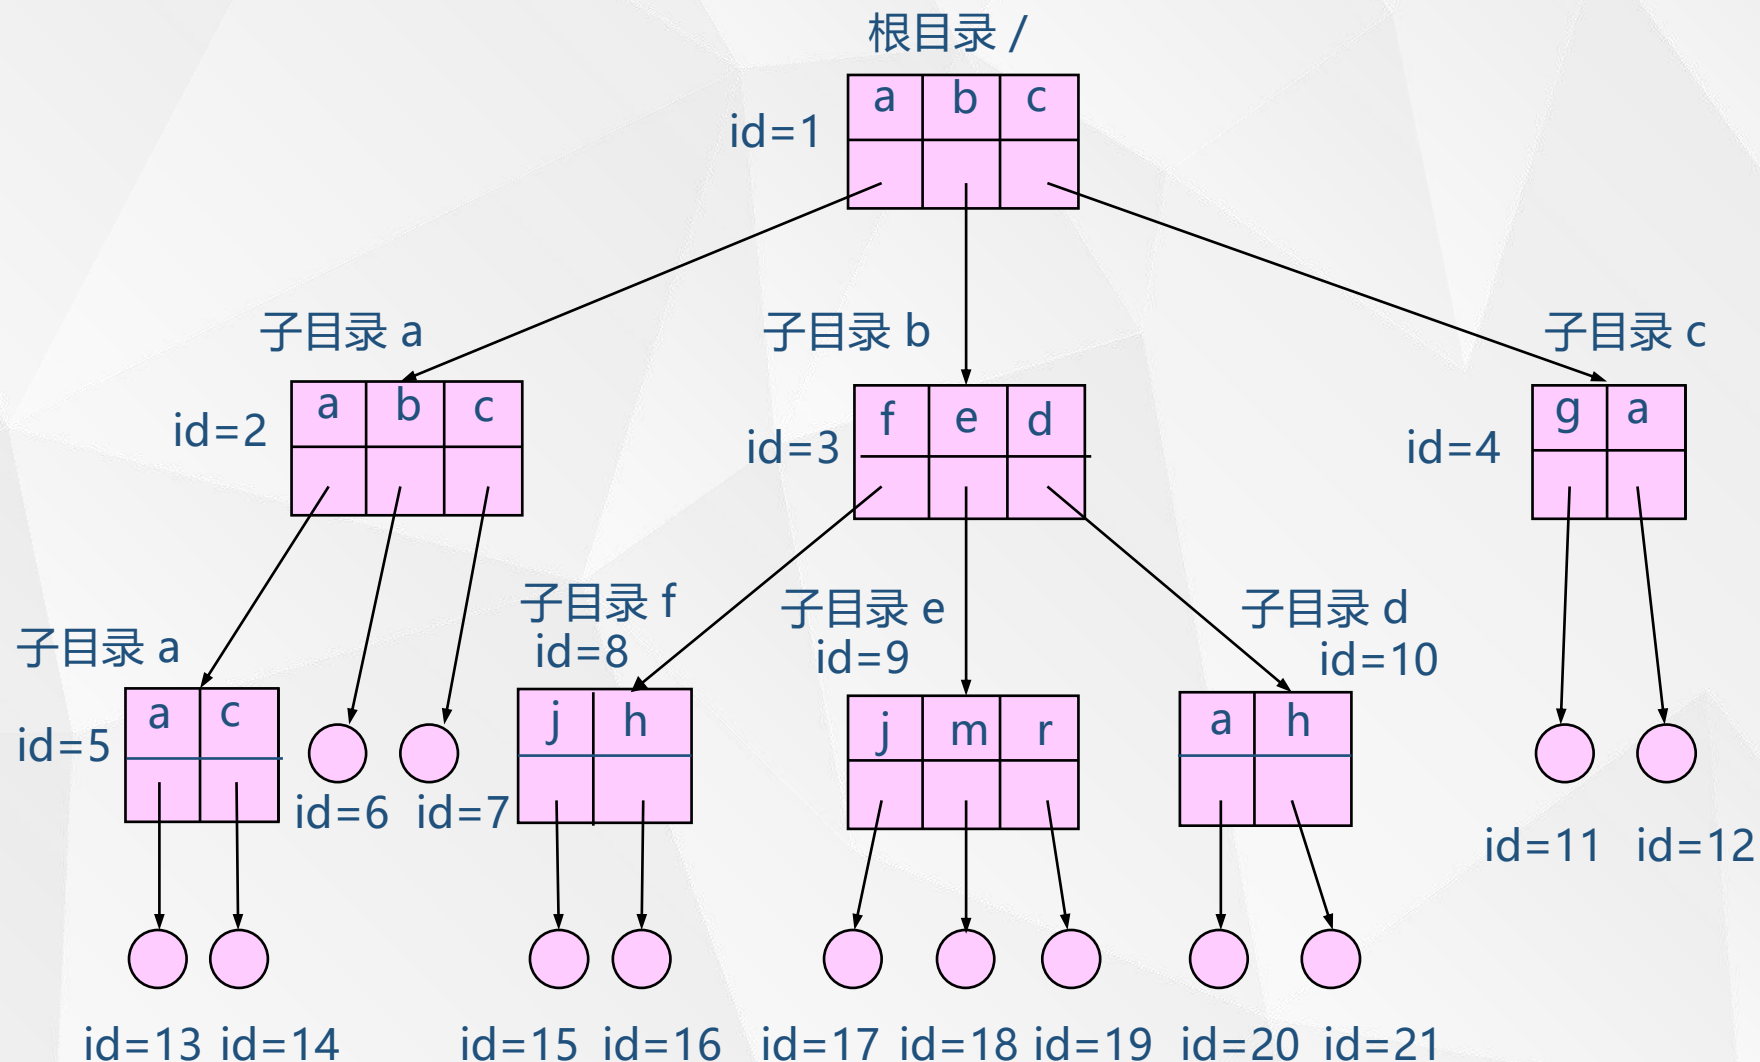 根目录 /
a b c
id=1
子目录 a
子目录 b
子目录 c
a b c
id=2
f e d
id=3
g a
id=4
子目录 a
子目录 f
id=8
子目录 e
id=9
子目录 d
id=10
a c
id=5
id=6
id=7
j h
j m r
a h
id=11
id=12
id=13
id=14
id=15
id=16
id=17
id=18
id=19
id=20
id=21